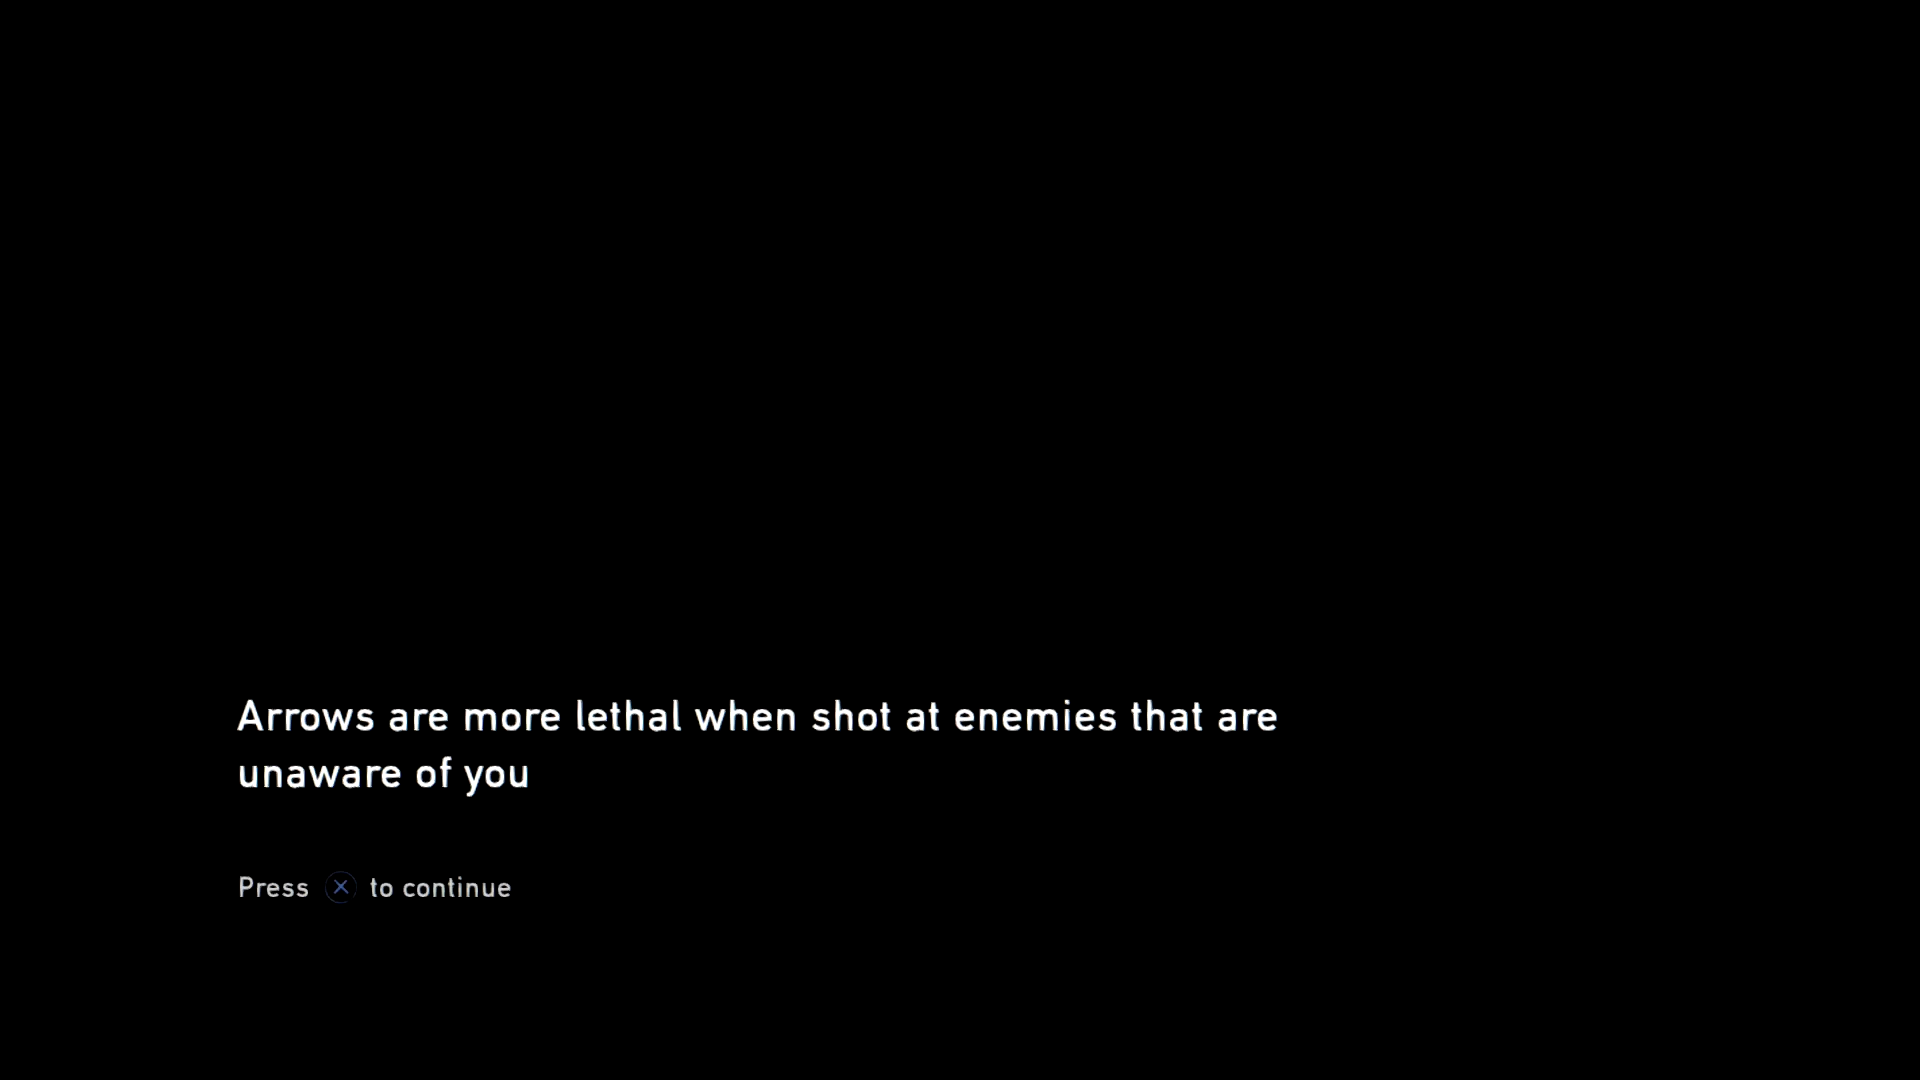 Arrows are more lethal when shot at enemies that are
unaware of you
Press ⓧ to continue